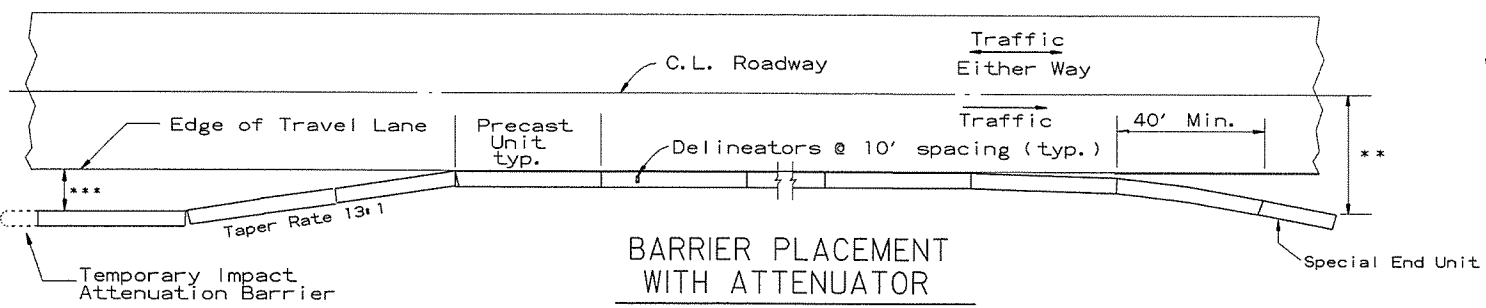 Traffic
Either Way
C.L. Roadway
Traffic
40' Min.
Edge of Travel Lane
Precast
Unit
typ.
Delineators @ 10' spacing (typ.)
**
***
Taper Rate 13:1
Temporary Impact
Attenuation Barrier
BARRIER PLACEMENT
WITH ATTENUATOR
Special End Unit